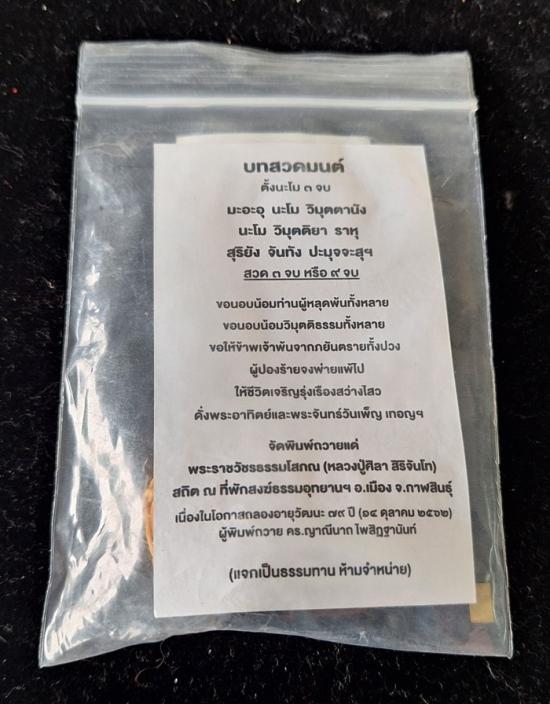 บทสวดมนต์
ตั้งนะโม ๓ จบ
มะอะอุ นะโม วิมุตตานัง
นะโม วิมุตติยา ราหุ
สุริยัง จันทัง ปะมุจจะสุฯ
สวด ๓ จบ หรือ ๙ จบ
ขอนอบน้อมท่านผู้หลุดพ้นทั้งหลาย
ขอนอบน้อมวิมุตติธรรมทั้งหลาย
ขอให้ข้าพเจ้าพ้นจากภยันตรายทั้งปวง
ผู้ปองร้ายจงพ่ายแพ้ไป
ให้ชีวิตเจริญรุ่งเรืองสว่างไสว
ดั่งพระอาทิตย์และพระจันทร์วันเพ็ญ เทอญฯ
จัดพิมพ์ถวายแด่
พระราชวัชรธรรมโสภณ (หลวงปู่ศิลา สิริจันโท)
สถิต ณ ที่พักสงฆ์ธรรมอุทยานฯ อ.เมือง จ.กาฬสินธุ์
เนื่องในโอกาสฉลองอายุวัฒนะ ๗๙ ปี (๑๔ ตุลาคม ๒๕๖๒)
ผู้พิมพ์ถวาย ดร.ญาณีนาถ ไพสิฏฐานันท์
(แจกเป็นธรรมทาน ห้ามจำหน่าย)